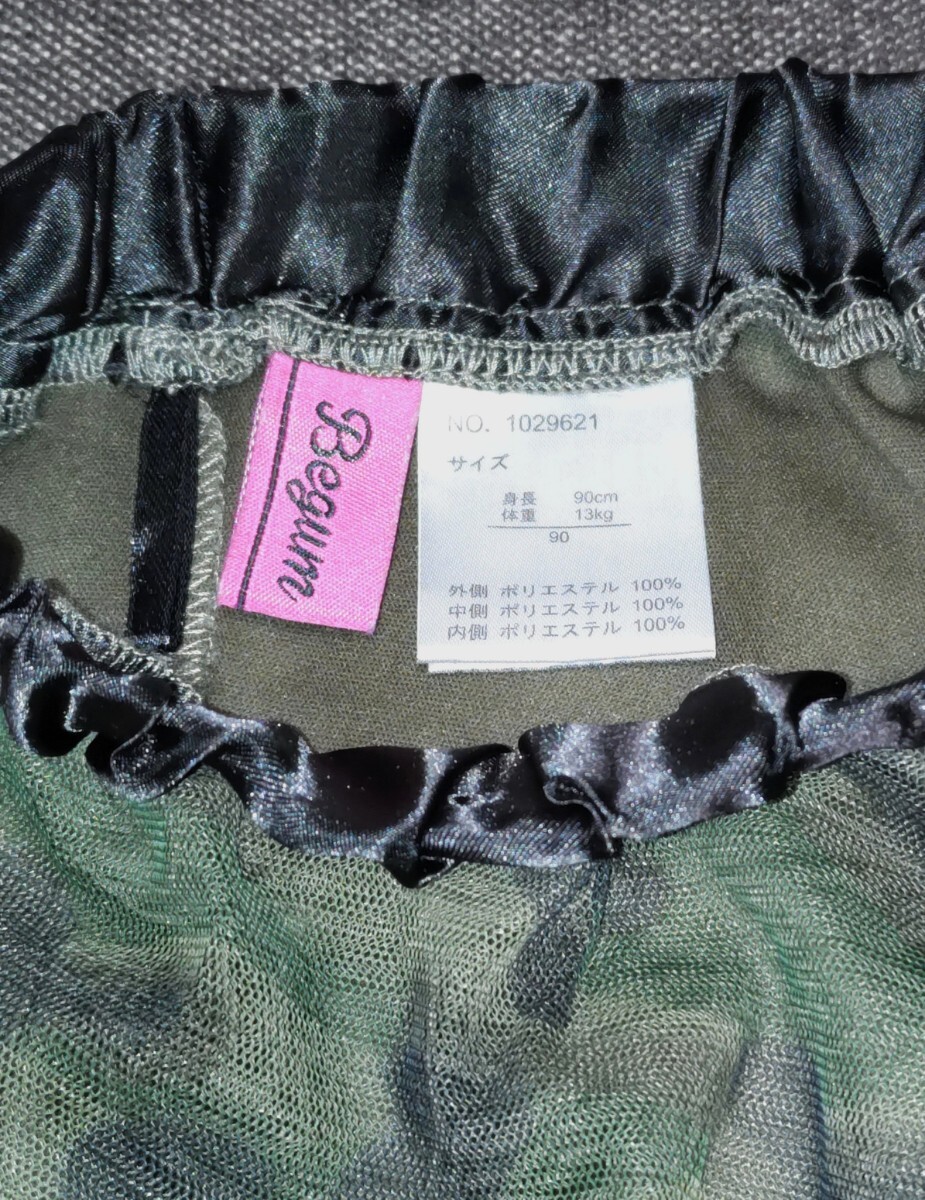 Begum
NO. 1029621
サイズ
身長 90cm
体重 13kg
90
外側 ポリエステル 100%
中側 ポリエステル 100%
内側 ポリエステル 100%